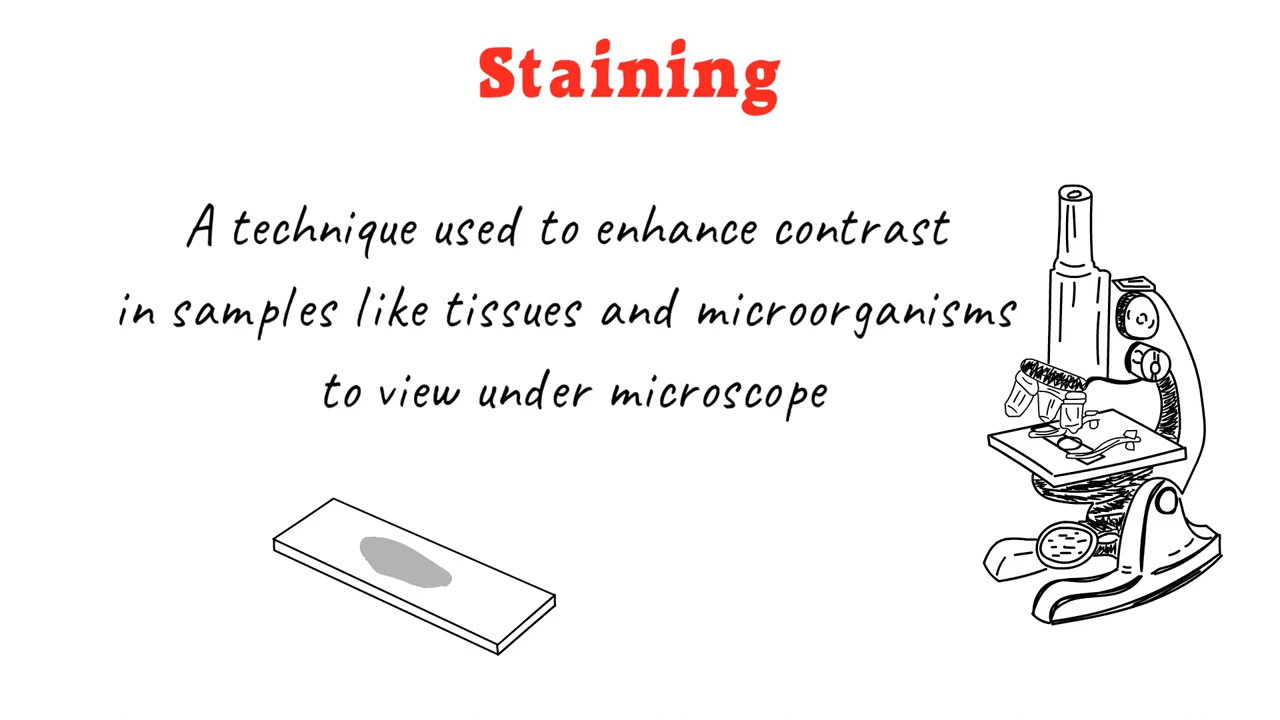 Staining
A technique used to enhance contrast
in samples like tissues and microorganisms
to view under microscope